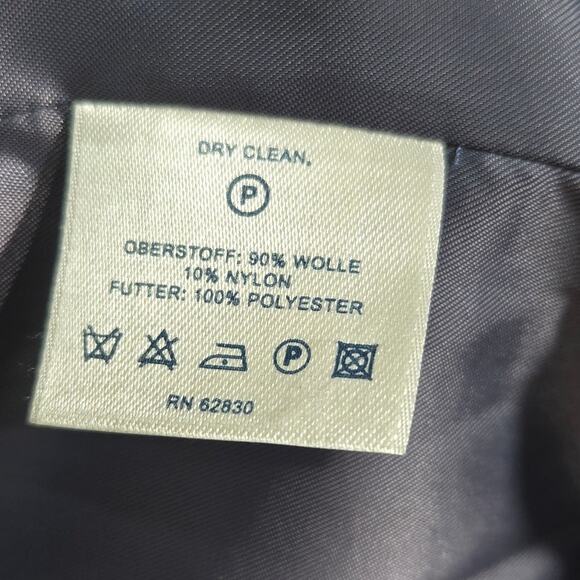 DRY CLEAN.
P
OBERSTOFF: 90% WOLLE
10% NYLON
FUTTER: 100% POLYESTER
P
RN 62830